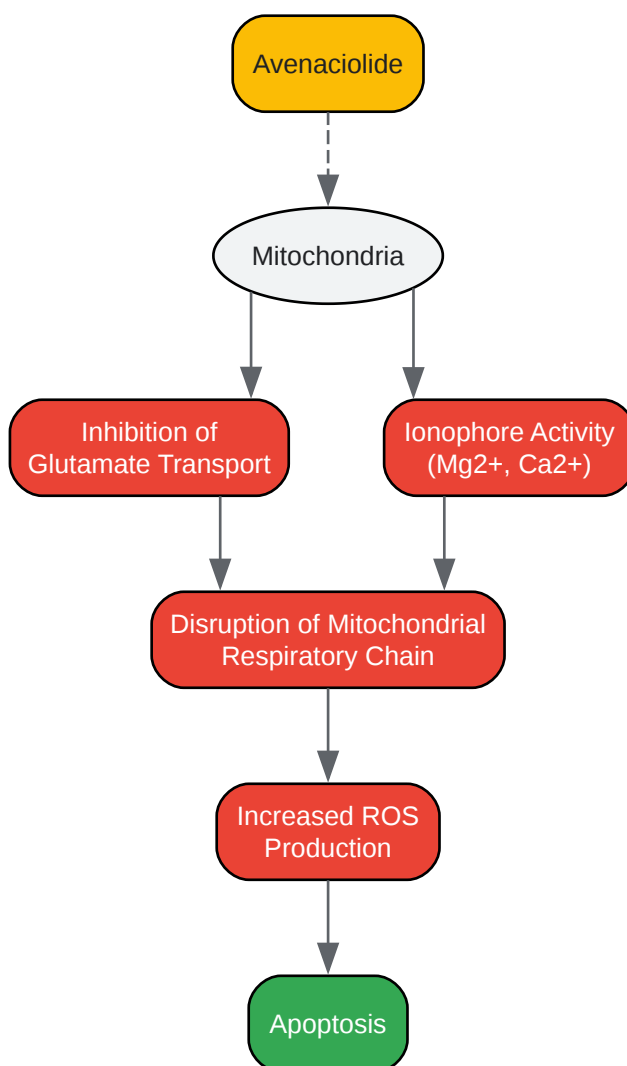 Avenaciolide
Mitochondria
Inhibition of
Glutamate Transport
Ionophore Activity
(Mg2+, Ca2+)
Disruption of Mitochondrial
Respiratory Chain
Increased ROS
Production
Apoptosis